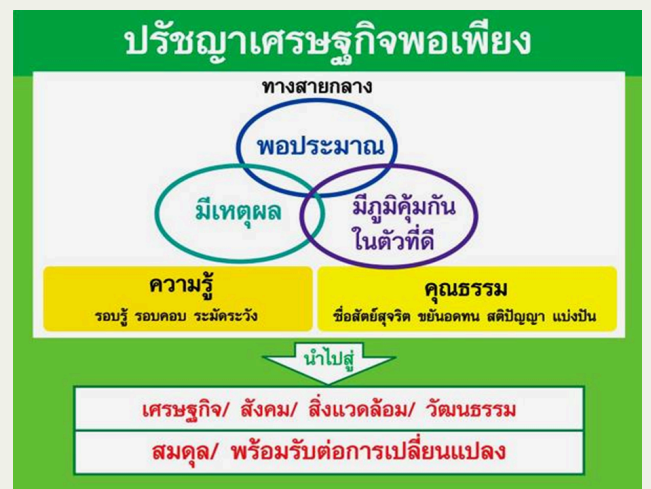 ปรัชญาเศรษฐกิจพอเพียง
ทางสายกลาง
พอประมาณ
มีเหตุผล
มีภูมิคุ้มกัน
ในตัวที่ดี
ความรู้
รอบรู้ รอบคอบ ระมัดระวัง
คุณธรรม
ซื่อสัตย์สุจริต ขยันอดทน สติปัญญา แบ่งปัน
นำไปสู่
เศรษฐกิจ/ สังคม/ สิ่งแวดล้อม/ วัฒนธรรม
สมดุล/ พร้อมรับต่อการเปลี่ยนแปลง